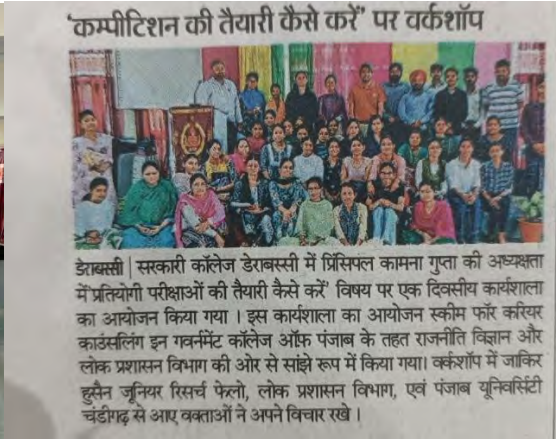 'कम्पीटिशन की तैयारी कैसे करें' पर वर्कशॉप
डेराबस्सी | सरकारी कॉलेज डेराबस्सी में प्रिंसिपल कामना गुप्ता की अध्यक्षता
में 'प्रतियोगी परीक्षाओं की तैयारी कैसे करें' विषय पर एक दिवसीय कार्यशाला
का आयोजन किया गया । इस कार्यशाला का आयोजन स्कीम फॉर करियर
काउंसलिंग इन गवर्नमेंट कॉलेज ऑफ पंजाब के तहत राजनीति विज्ञान और
लोक प्रशासन विभाग की ओर से सांझे रूप में किया गया। वर्कशॉप में जाकिर
हुसैन जूनियर रिसर्च फेलो, लोक प्रशासन विभाग, एवं पंजाब यूनिवर्सिटी
चंडीगढ़ से आए वक्ताओं ने अपने विचार रखे ।